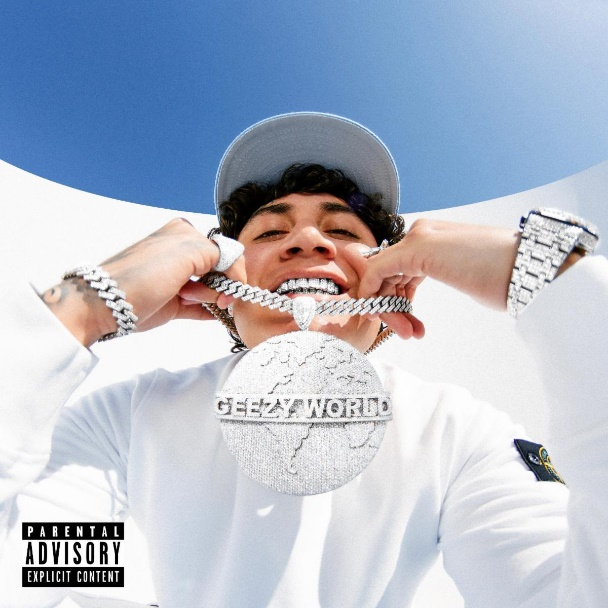 GEEZY WORLD
PARENTAL
ADVISORY
EXPLICIT CONTENT